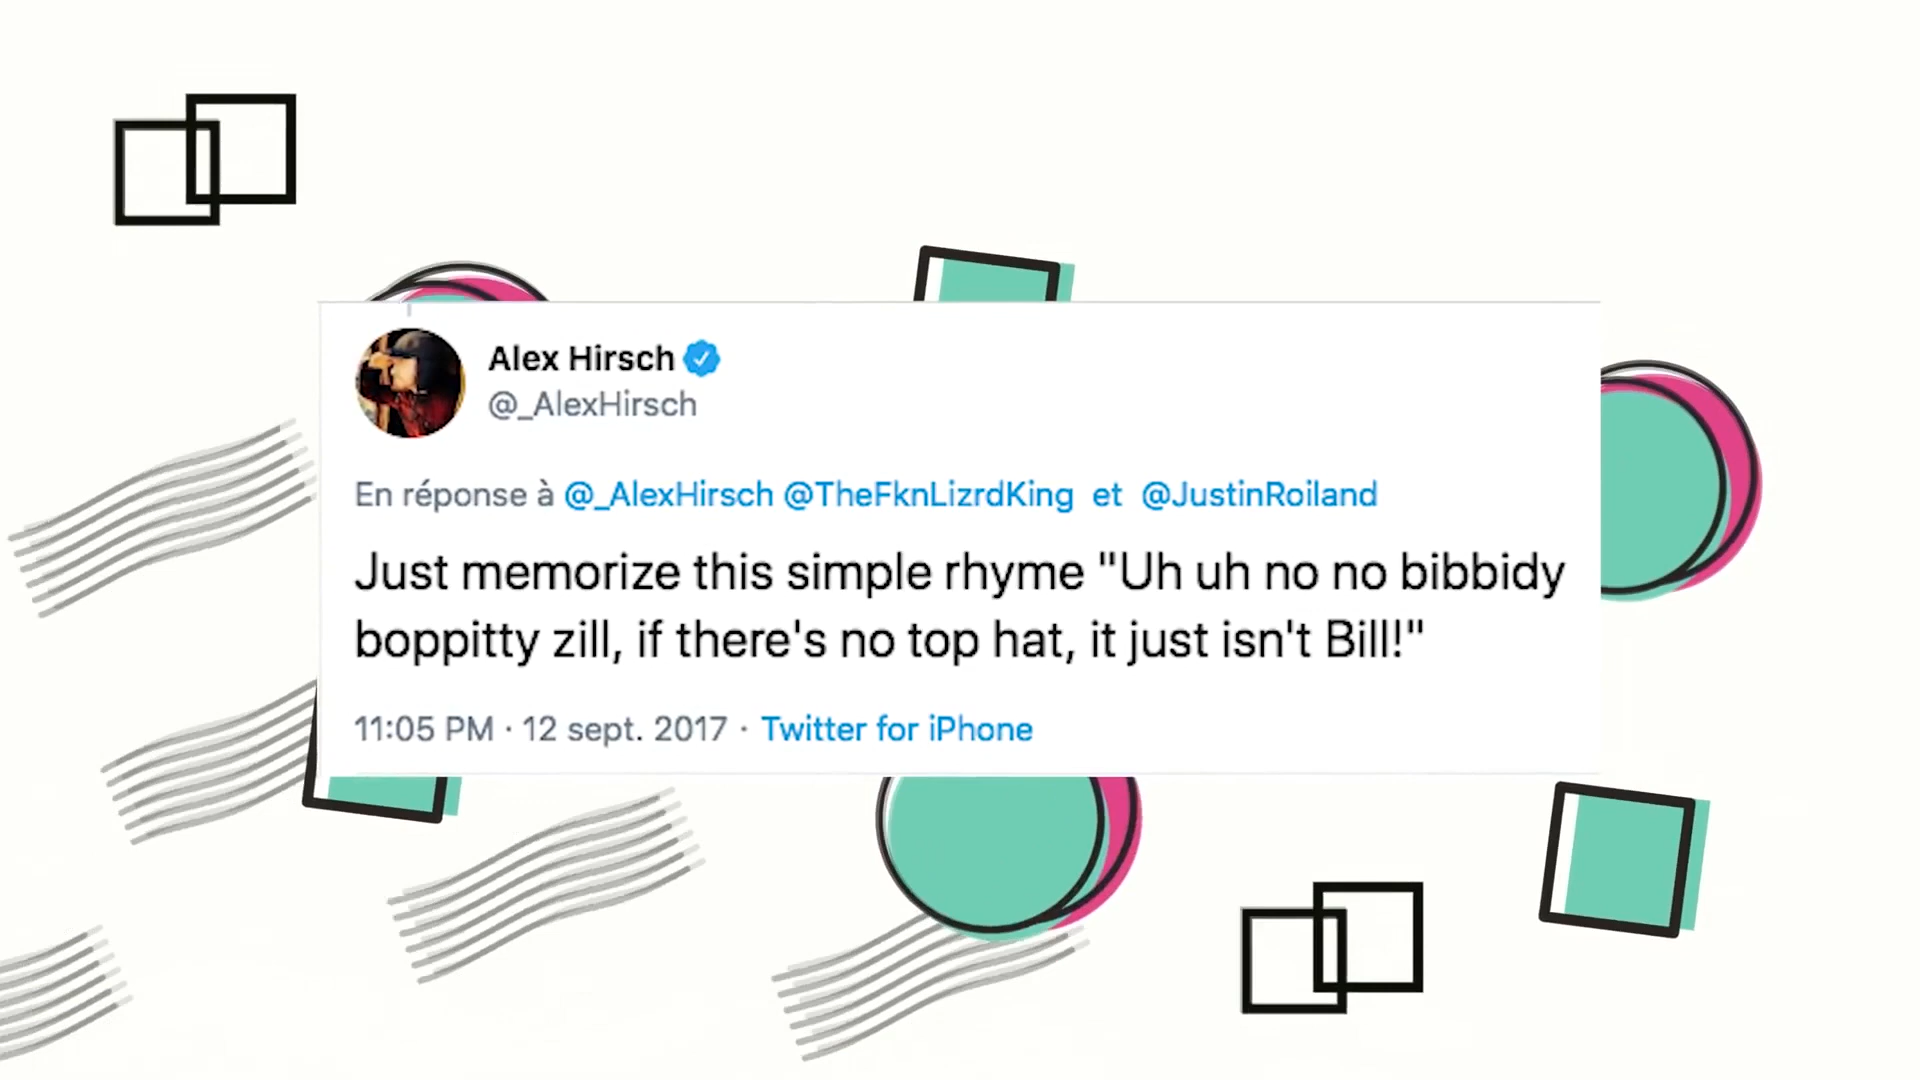 Alex Hirsch
@_AlexHirsch
En réponse à @_AlexHirsch @TheFknLizrdKing et @JustinRoiland
Just memorize this simple rhyme "Uh uh no no bibbidy
boppitty zill, if there's no top hat, it just isn't Bill!"
11:05 PM · 12 sept. 2017 · Twitter for iPhone